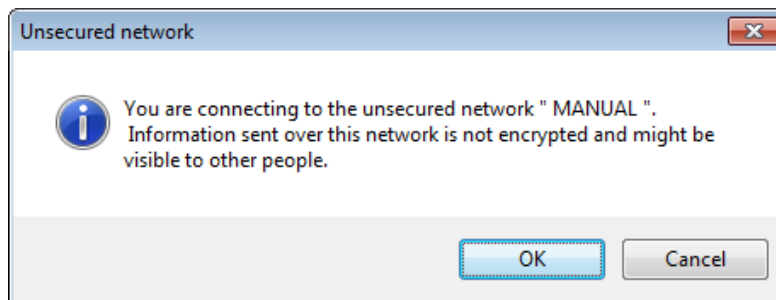 Unsecured network
You are connecting to the unsecured network " MANUAL ".
Information sent over this network is not encrypted and might be
visible to other people.
OK
Cancel